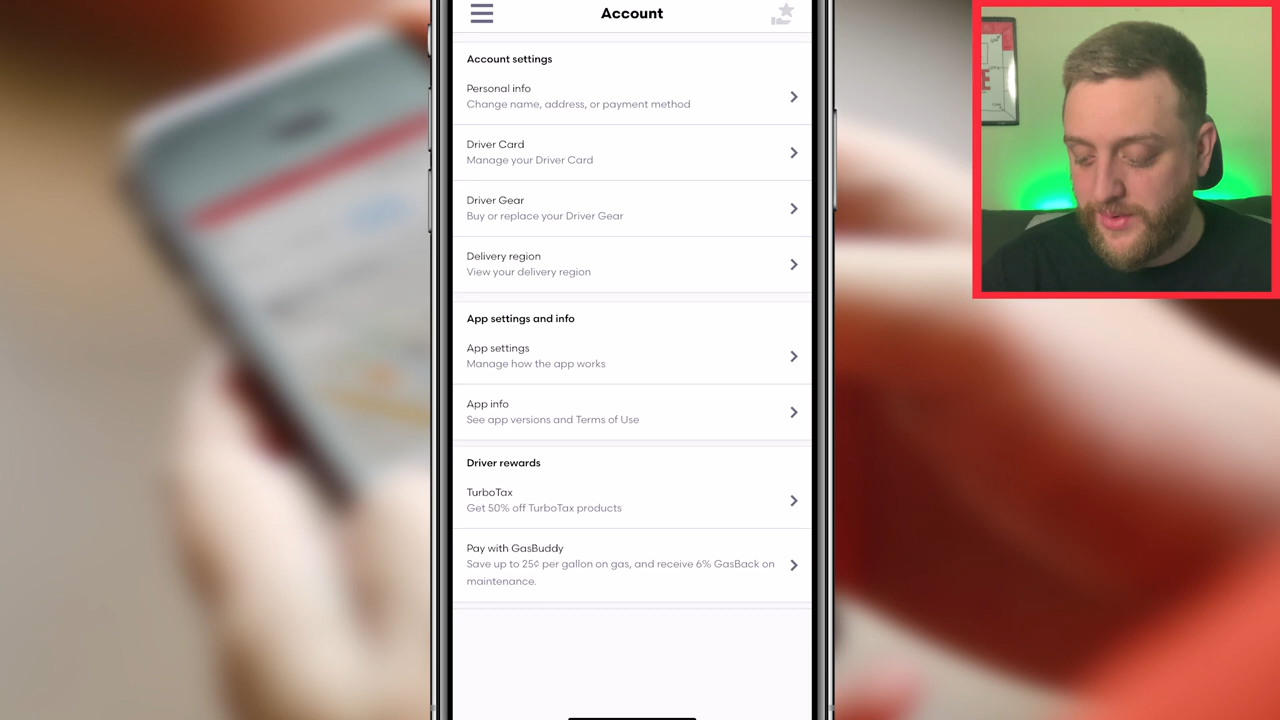 Account
Account settings
Personal info
Change name, address, or payment method
Driver Card
Manage your Driver Card
Driver Gear
Buy or replace your Driver Gear
Delivery region
View your delivery region
App settings and info
App settings
Manage how the app works
App info
See app versions and Terms of Use
Driver rewards
TurboTax
Get 50% off TurboTax products
Pay with GasBuddy
Save up to 25¢ per gallon on gas, and receive 6% GasBack on
maintenance.